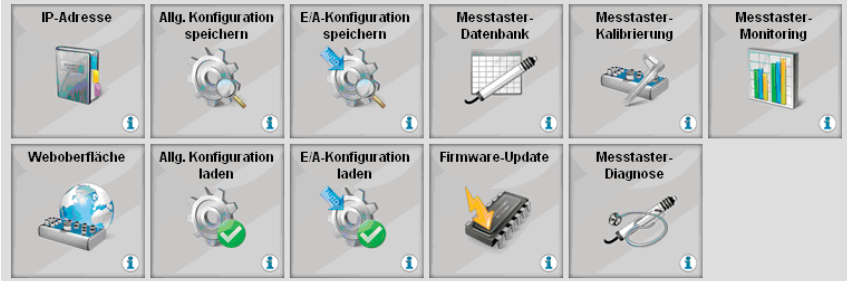 IP-Adresse
Allg. Konfiguration
speichern
E/A-Konfiguration
speichern
Messtaster-
Datenbank
Messtaster-
Kalibrierung
Messtaster-
Monitoring
Weboberfläche
Allg. Konfiguration
laden
E/A-Konfiguration
laden
Firmware-Update
Messtaster-
Diagnose